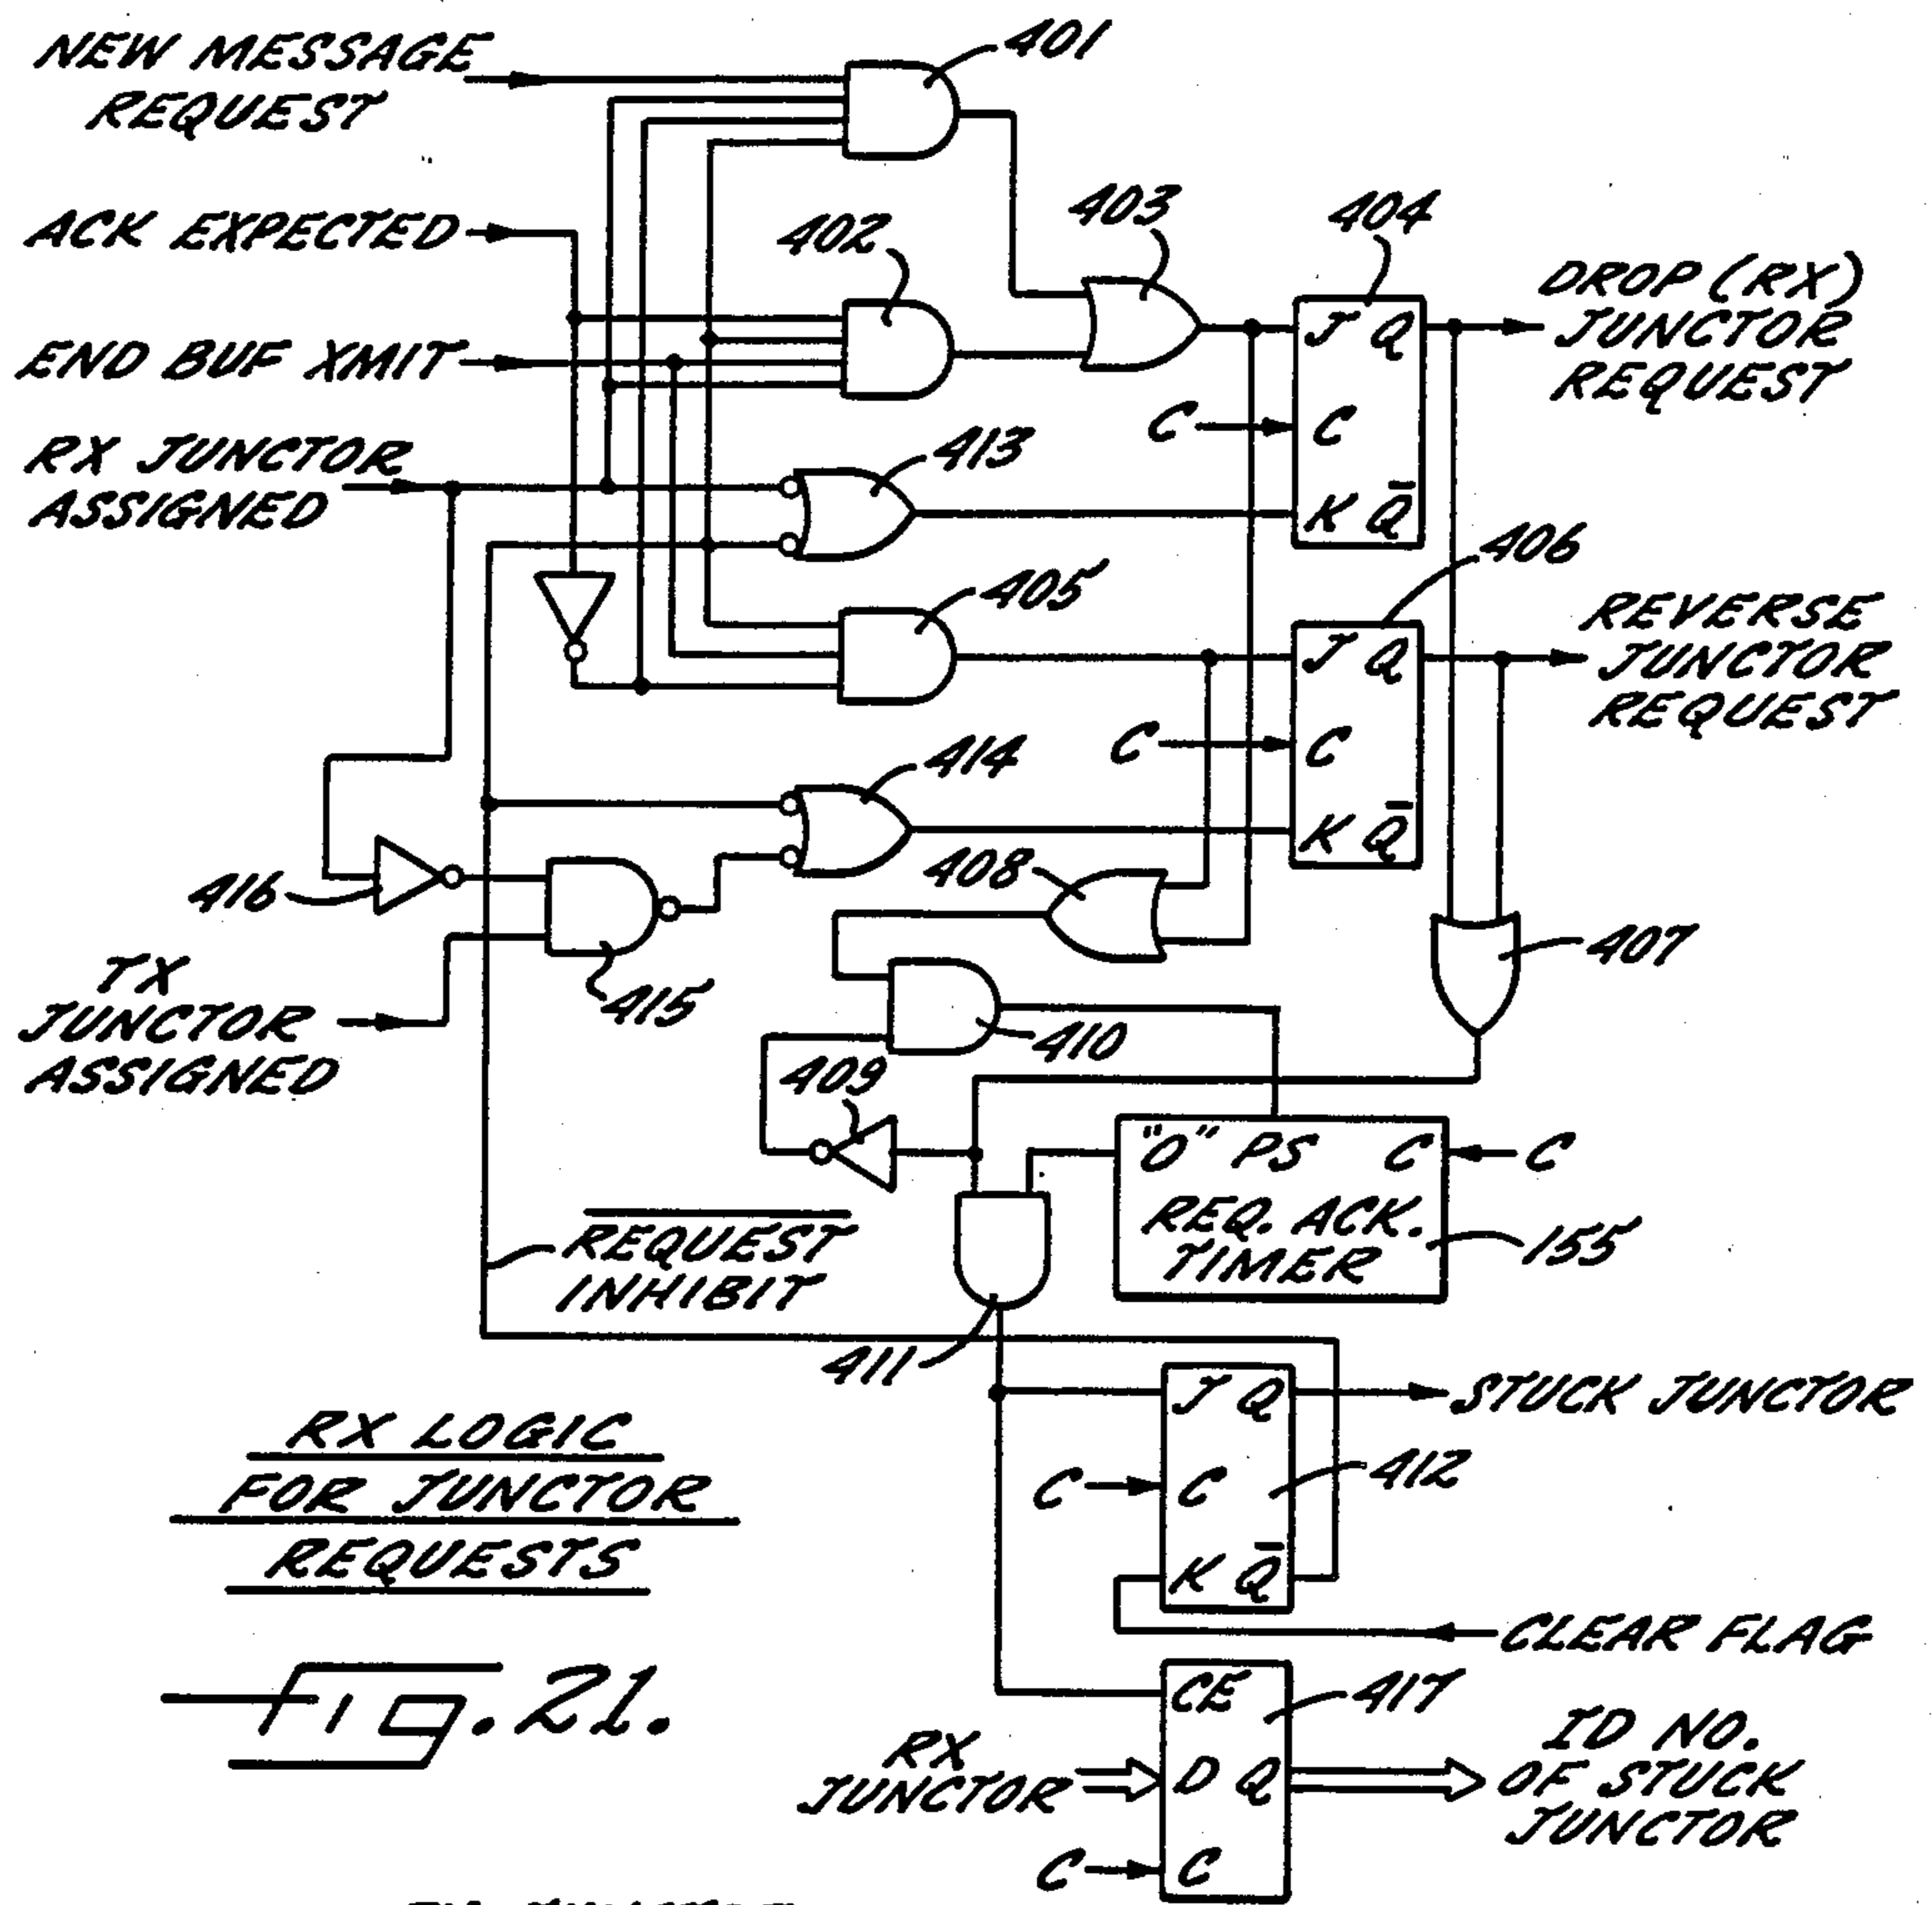 NEW MESSAGE
REQUEST
401
ACK EXPECTED
402
403
404
DROP (RX)
JUNCTOR
REQUEST
END BUF XMIT
J Q
C
C
K Q̅
RX JUNCTOR
ASSIGNED
413
405
406
REVERSE
JUNCTOR
REQUEST
J Q
C
C
K Q̅
414
416
408
407
415
TX
JUNCTOR
ASSIGNED
410
409
"0" PS C
C
REQ. ACK.
TIMER
155
REQUEST
INHIBIT
411
J Q
STUCK JUNCTOR
C
C
412
K Q̅
CLEAR FLAG
RX LOGIC
FOR JUNCTOR
REQUESTS
FIG. 21.
CE
417
RX
JUNCTOR
D Q
ID NO.
OF STUCK
JUNCTOR
C
C